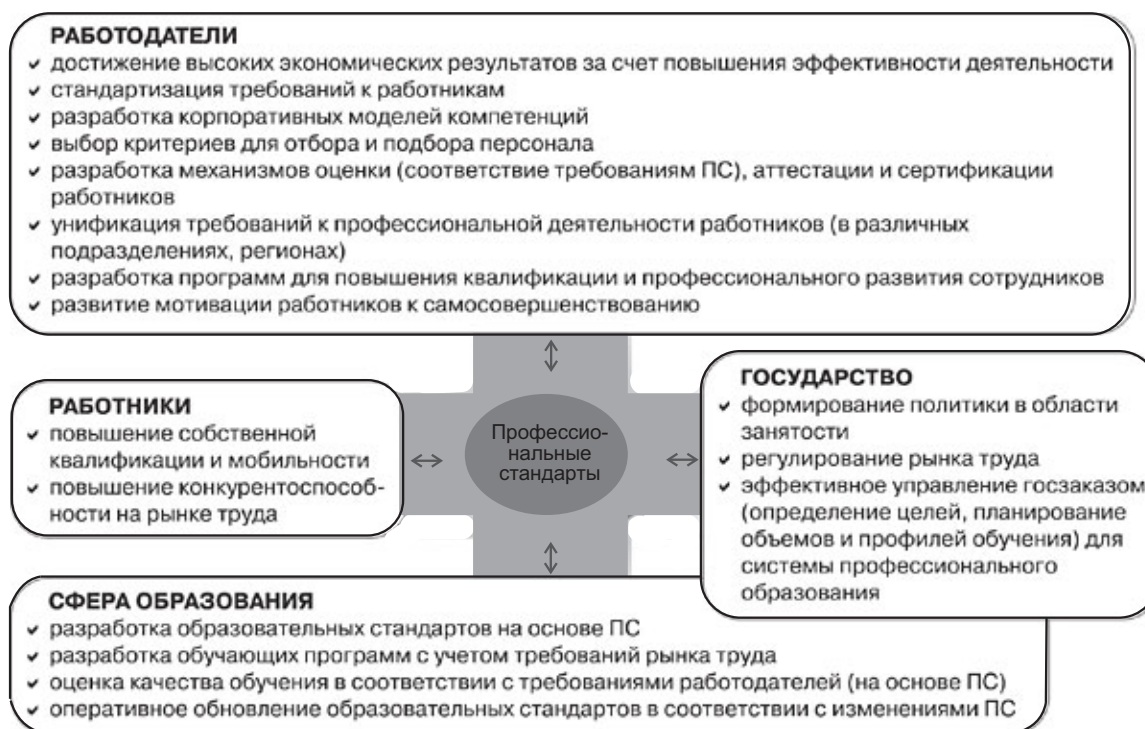 РАБОТОДАТЕЛИ
✓ достижение высоких экономических результатов за счет повышения эффективности деятельности
✓ стандартизация требований к работникам
✓ разработка корпоративных моделей компетенций
✓ выбор критериев для отбора и подбора персонала
✓ разработка механизмов оценки (соответствие требованиям ПС), аттестации и сертификации
работников
✓ унификация требований к профессиональной деятельности работников (в различных
подразделениях, регионах)
✓ разработка программ для повышения квалификации и профессионального развития сотрудников
✓ развитие мотивации работников к самосовершенствованию
РАБОТНИКИ
✓ повышение собственной
квалификации и мобильности
✓ повышение конкурентоспособ-
ности на рынке труда
Профессио-
нальные
стандарты
ГОСУДАРСТВО
✓ формирование политики в области
занятости
✓ регулирование рынка труда
✓ эффективное управление госзаказом
(определение целей, планирование
объемов и профилей обучения) для
системы профессионального
образования
СФЕРА ОБРАЗОВАНИЯ
✓ разработка образовательных стандартов на основе ПС
✓ разработка обучающих программ с учетом требований рынка труда
✓ оценка качества обучения в соответствии с требованиями работодателей (на основе ПС)
✓ оперативное обновление образовательных стандартов в соответствии с изменениями ПС